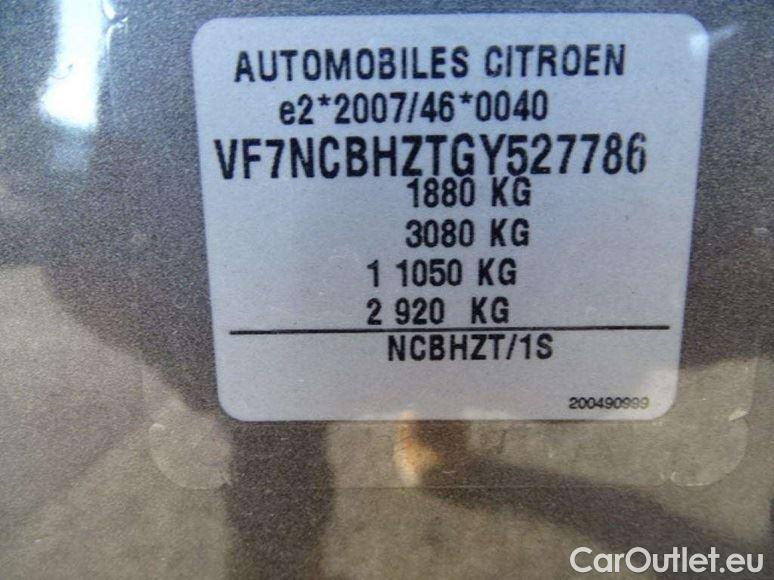 AUTOMOBILES CITROEN
e2*2007/46*0040
VF7NCBHZTGY527786
1880 KG
3080 KG
1 1050 KG
2 920 KG
NCBHZT/1S
200490999
CarOutlet.eu